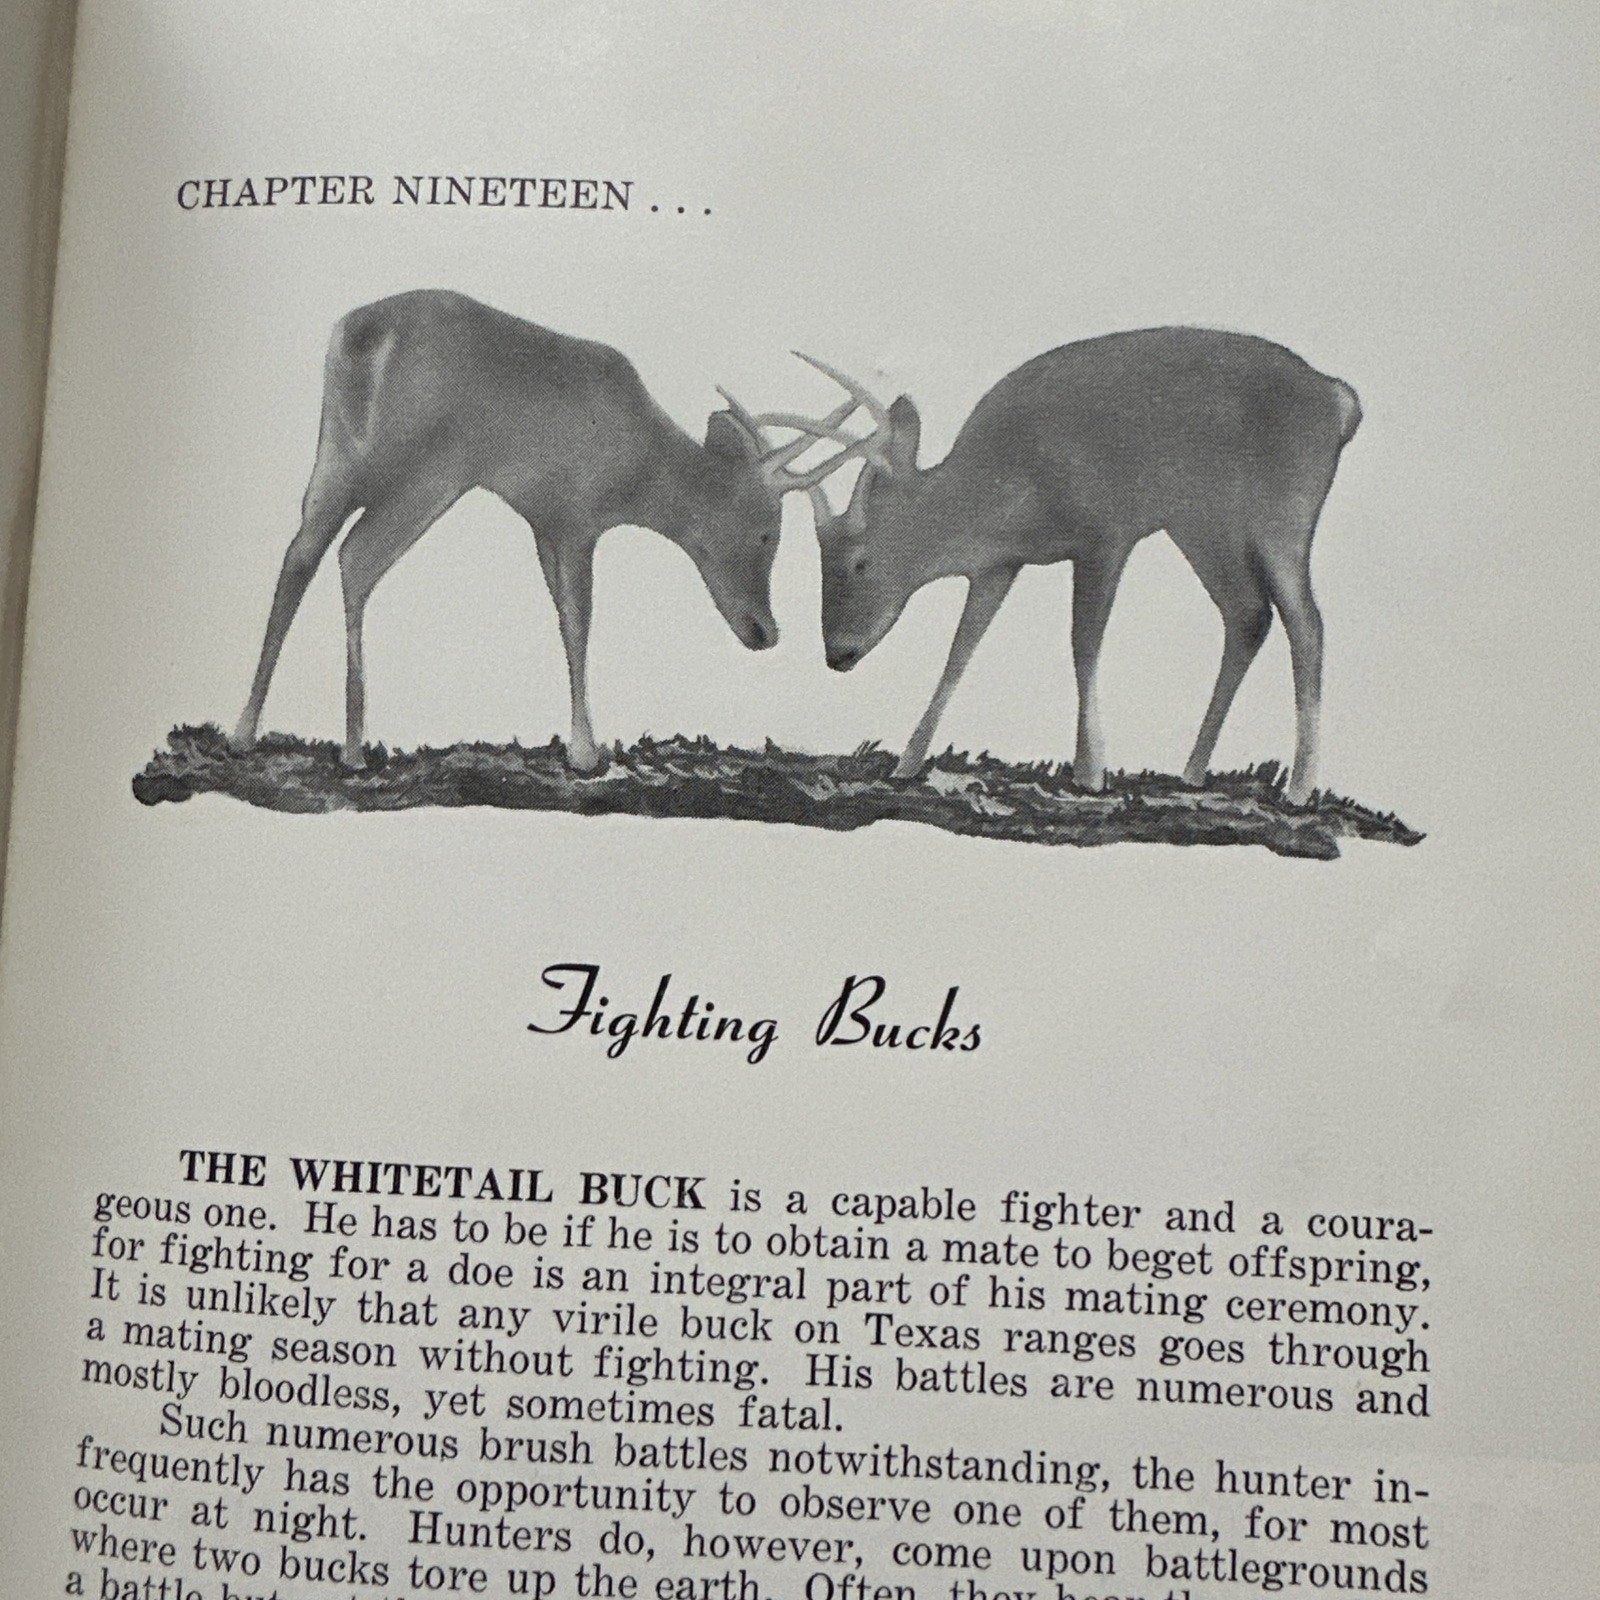 CHAPTER NINETEEN . . .
Fighting Bucks
THE WHITETAIL BUCK is a capable fighter and a coura-
geous one. He has to be if he is to obtain a mate to beget offspring,
for fighting for a doe is an integral part of his mating ceremony.
It is unlikely that any virile buck on Texas ranges goes through
a mating season without fighting. His battles are numerous and
mostly bloodless, yet sometimes fatal.
Such numerous brush battles notwithstanding, the hunter in-
frequently has the opportunity to observe one of them, for most
occur at night. Hunters do, however, come upon battlegrounds
where two bucks tore up the earth. Often, they hear
a battle but